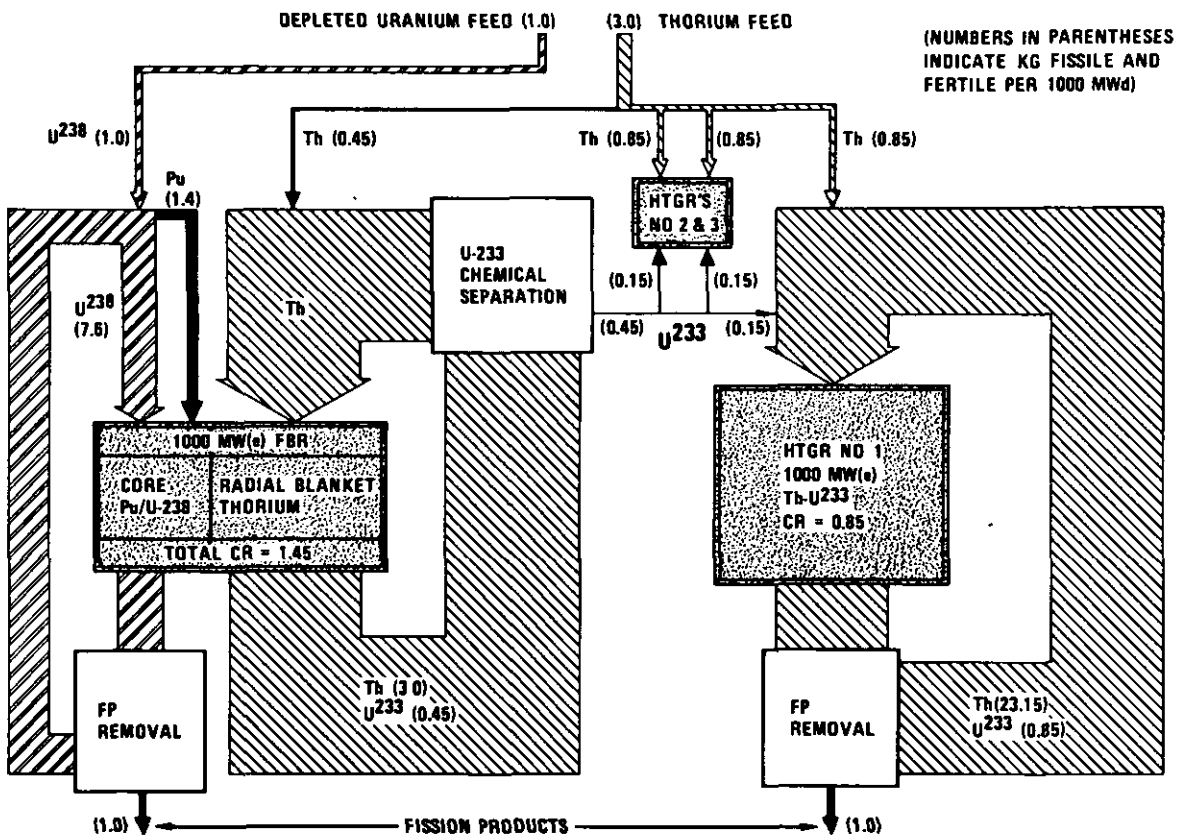 DEPLETED URANIUM FEED (1.0)
(3.0) THORIUM FEED
(NUMBERS IN PARENTHESES
INDICATE KG FISSILE AND
FERTILE PER 1000 MWd)
U238 (1.0)
Pu
(1.4)
Th (0.45)
Th (0.85)
(0.85)
Th (0.85)
HTGR'S
NO 2 & 3
U-233
CHEMICAL
SEPARATION
U238
(7.6)
Th
(0.15)
(0.15)
(0.45)
U233
(0.15)
1000 MW(e) FBR
CORE
Pu/U-238
RADIAL BLANKET
THORIUM
TOTAL CR = 1.45
HTGR NO 1
1000 MW(e)
Th-U233
CR = 0.85
FP
REMOVAL
Th (3 0)
U233 (0.45)
FP
REMOVAL
Th(23.15)
U233 (0.85)
(1.0)
FISSION PRODUCTS
(1.0)